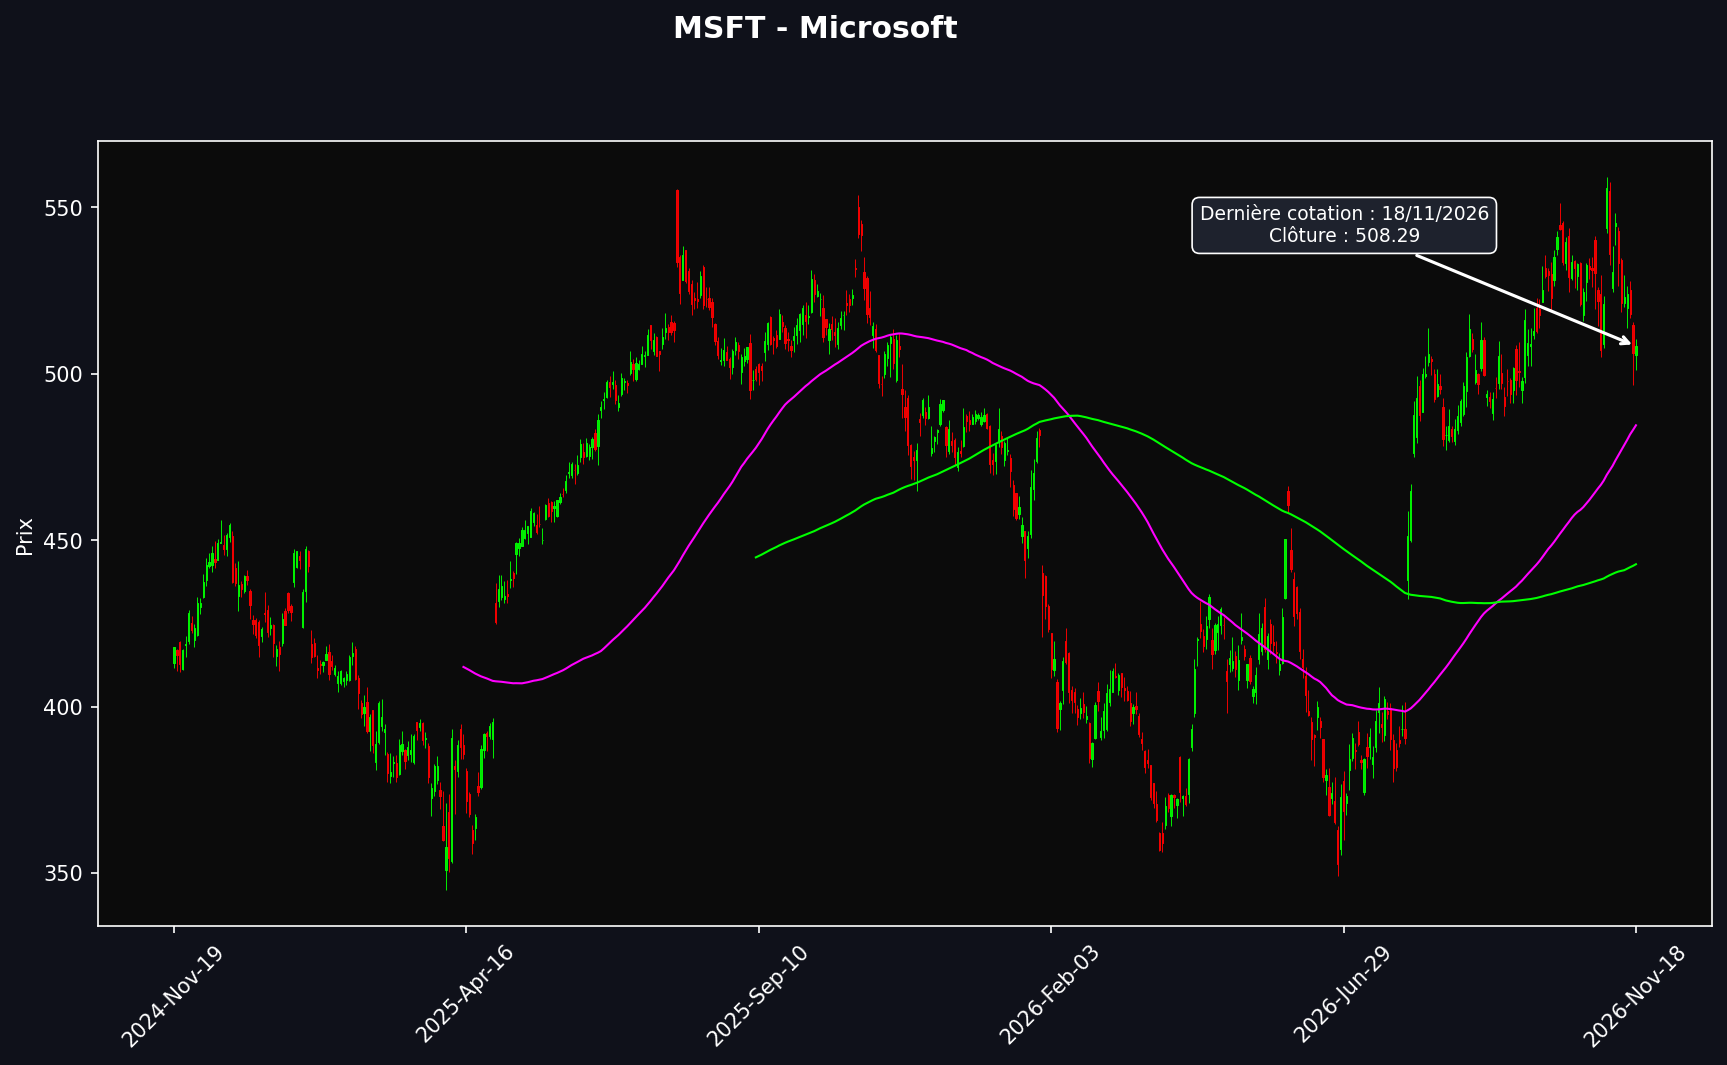 MSFT - Microsoft
550
500
450
400
350
Prix
Dernière cotation : 18/11/2026
Clôture : 508.29
2024-Nov-19
2025-Apr-16
2025-Sep-10
2026-Feb-03
2026-Jun-29
2026-Nov-18